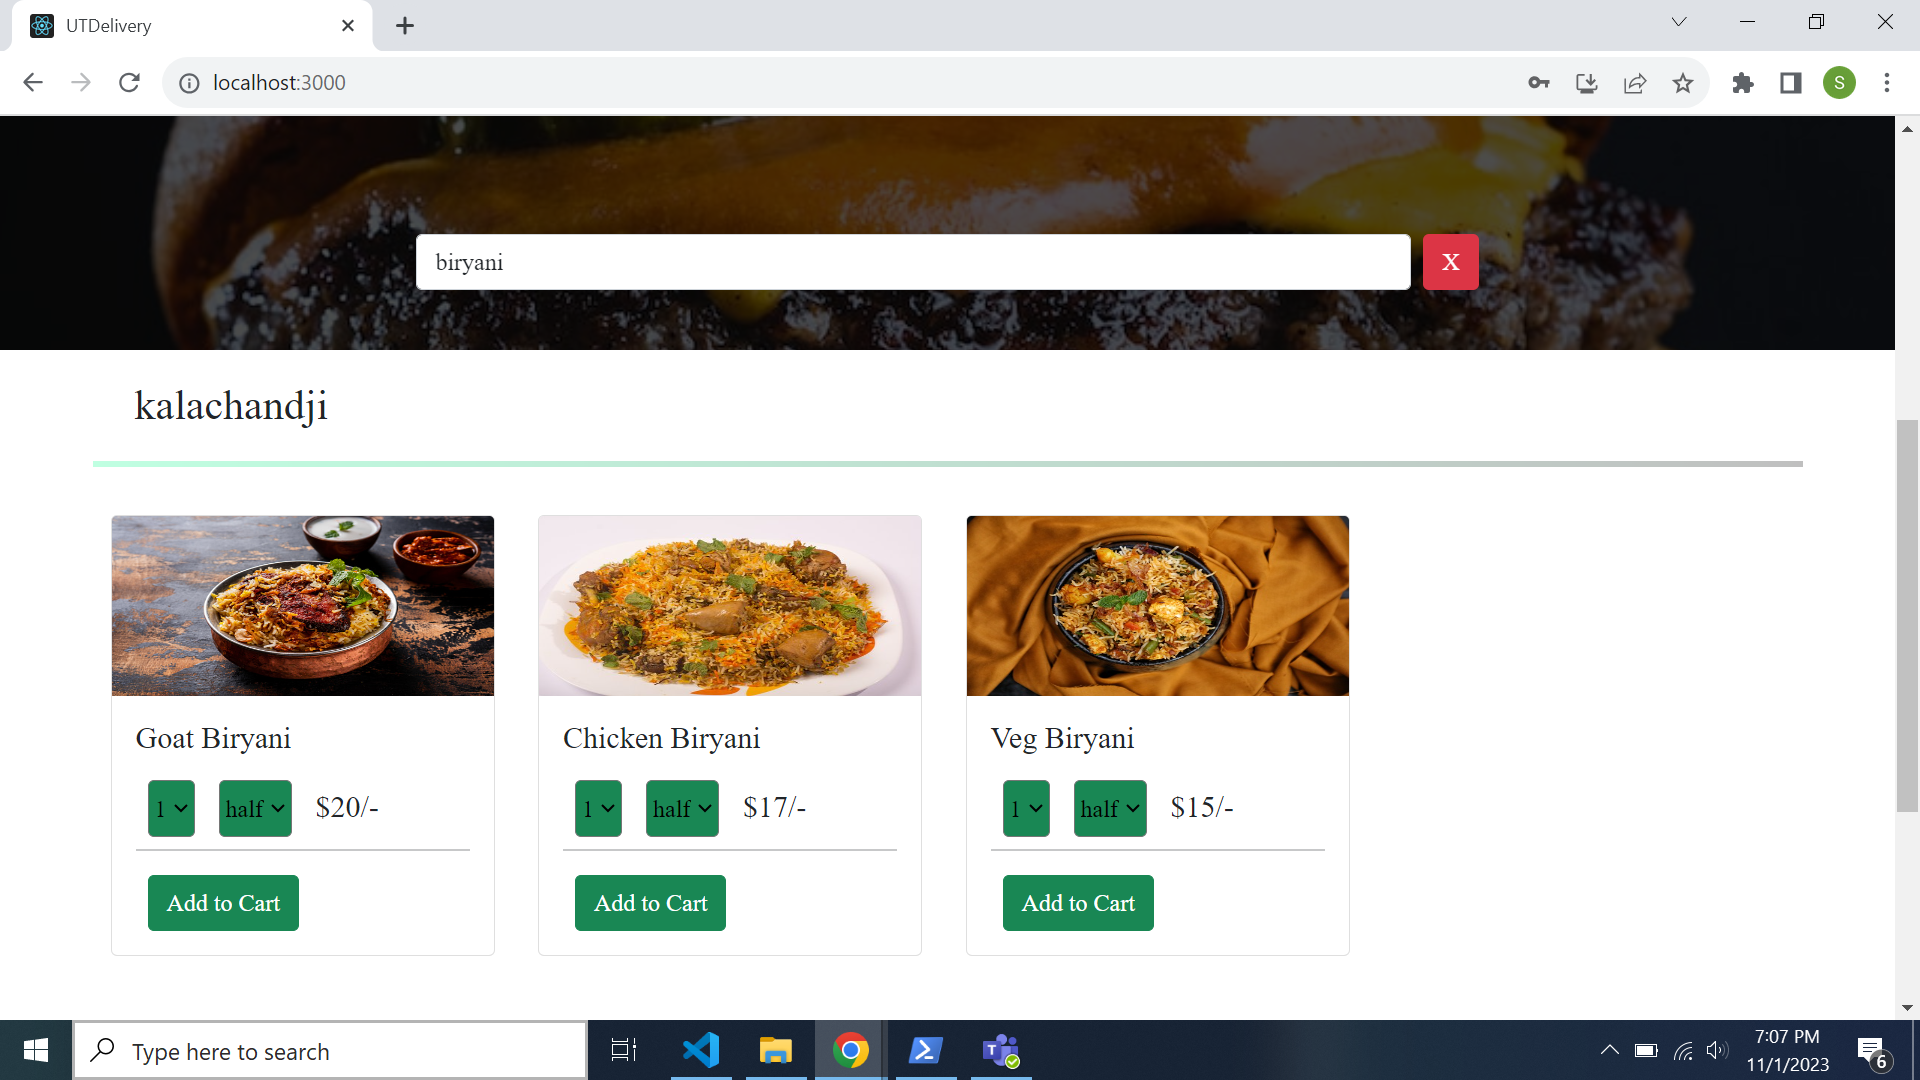 UTDelivery
localhost:3000
S
biryani
X
kalachandji
Goat Biryani
1 half $20/-
Add to Cart
Chicken Biryani
1 half $17/-
Add to Cart
Veg Biryani
1 half $15/-
Add to Cart
Type here to search
T
7:07 PM
11/1/2023
6